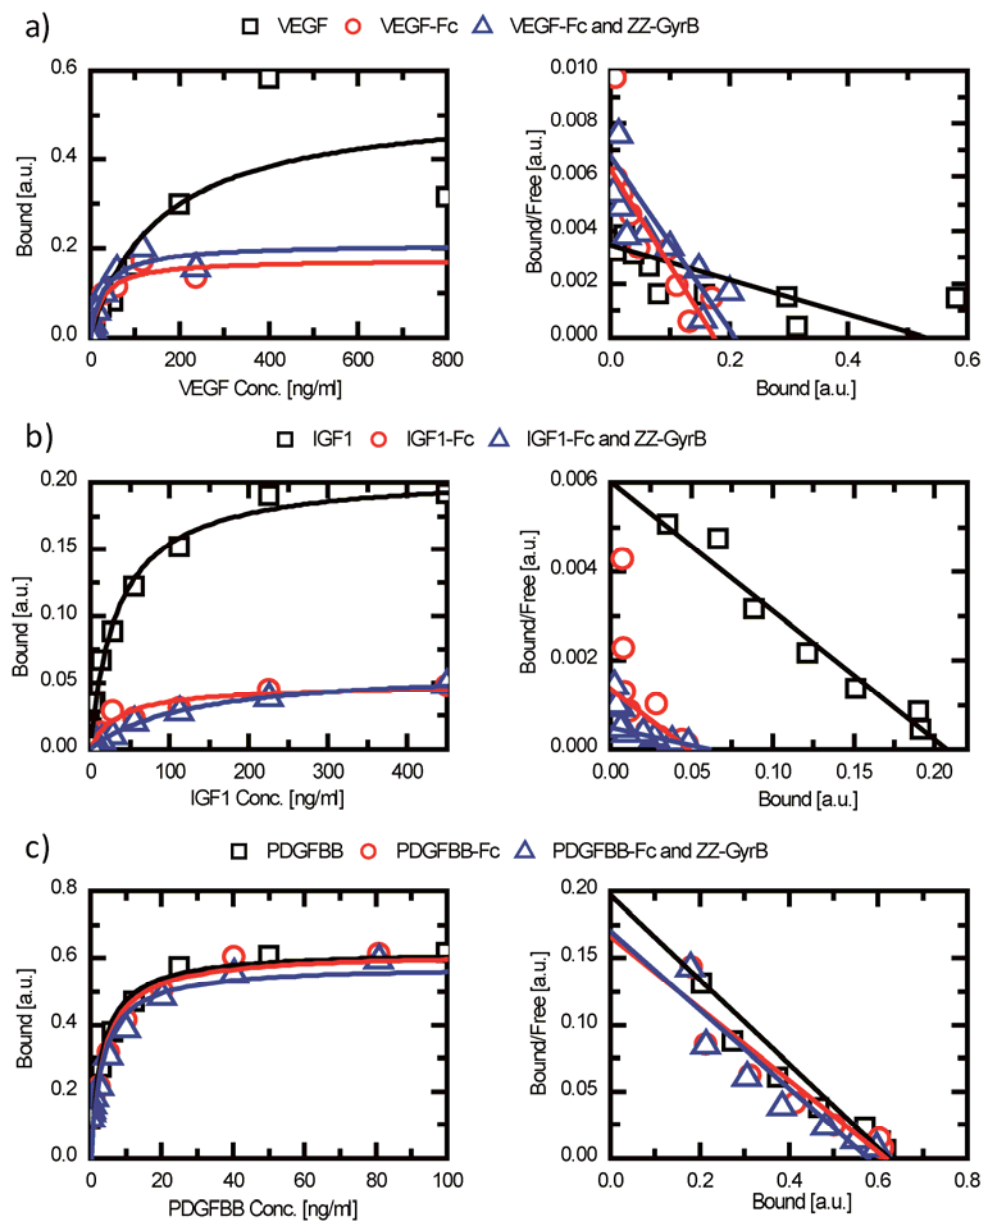 a)
VEGF VEGF-Fc VEGF-Fc and ZZ-GyrB
0.6
0.4
0.2
0.0
Bound [a.u.]
0 200 400 600 800
VEGF Conc. [ng/ml]
0.010
0.008
0.006
0.004
0.002
0.000
Bound/Free [a.u.]
0.0 0.2 0.4 0.6
Bound [a.u.]
b)
IGF1 IGF1-Fc IGF1-Fc and ZZ-GyrB
0.20
0.15
0.10
0.05
0.00
Bound [a.u.]
0 100 200 300 400
IGF1 Conc. [ng/ml]
0.006
0.004
0.002
0.000
Bound/Free [a.u.]
0.00 0.05 0.10 0.15 0.20
Bound [a.u.]
c)
PDGFBB PDGFBB-Fc PDGFBB-Fc and ZZ-GyrB
0.8
0.6
0.4
0.2
0.0
Bound [a.u.]
0 20 40 60 80 100
PDGFBB Conc. [ng/ml]
0.20
0.15
0.10
0.05
0.00
Bound/Free [a.u.]
0.0 0.2 0.4 0.6 0.8
Bound [a.u.]